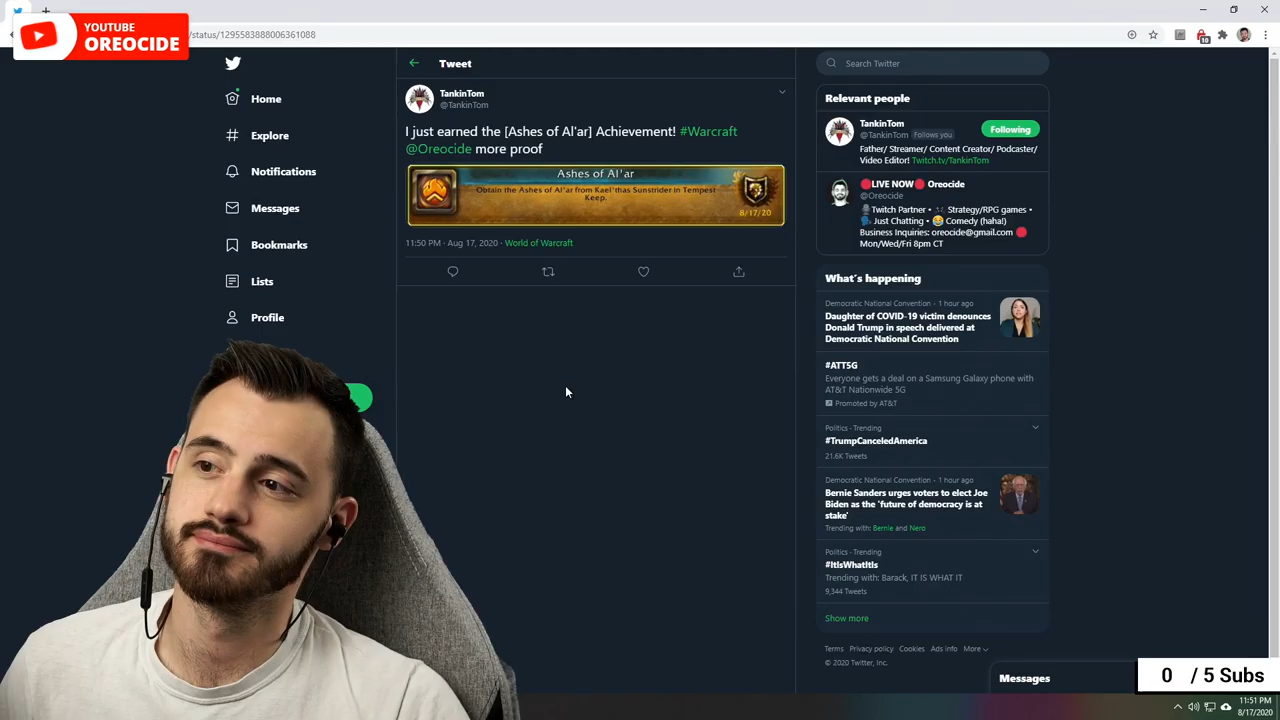 YOUTUBE
OREOCIDE
/status/1295583888006361088
10
Home
Explore
Notifications
Messages
Bookmarks
Lists
Profile
Tweet
TankinTom
@TankinTom
I just earned the [Ashes of Al'ar] Achievement! #Warcraft
@Oreocide more proof
Ashes of Al'ar
Obtain the Ashes of Al'ar from Kael'thas Sunstrider in Tempest
Keep.
8/17/20
11:50 PM · Aug 17, 2020 · World of Warcraft
Search Twitter
Relevant people
TankinTom
@TankinTom Follows you
Following
Father/ Streamer/ Content Creator/ Podcaster/
Video Editor! Twitch.tv/TankinTom
LIVE NOW Oreocide
@Oreocide
Twitch Partner • Strategy/RPG games •
Just Chatting • Comedy (haha!)
Business Inquiries: oreocide@gmail.com
Mon/Wed/Fri 8pm CT
What's happening
Democratic National Convention · 1 hour ago
Daughter of COVID-19 victim denounces
Donald Trump in speech delivered at
Democratic National Convention
#ATT5G
Everyone gets a deal on a Samsung Galaxy phone with
AT&T Nationwide 5G
Promoted by AT&T
Politics · Trending
#TrumpCanceledAmerica
21.6K Tweets
Democratic National Convention · 1 hour ago
Bernie Sanders urges voters to elect Joe
Biden as the 'future of democracy is at
stake'
Trending with: Bernie and Nero
Politics · Trending
#ItIsWhatItIs
Trending with: Barack, IT IS WHAT IT
9,344 Tweets
Show more
Terms Privacy policy Cookies Ads info More
© 2020 Twitter, Inc.
Messages
0 / 5 Subs
11:51 PM
8/17/2020